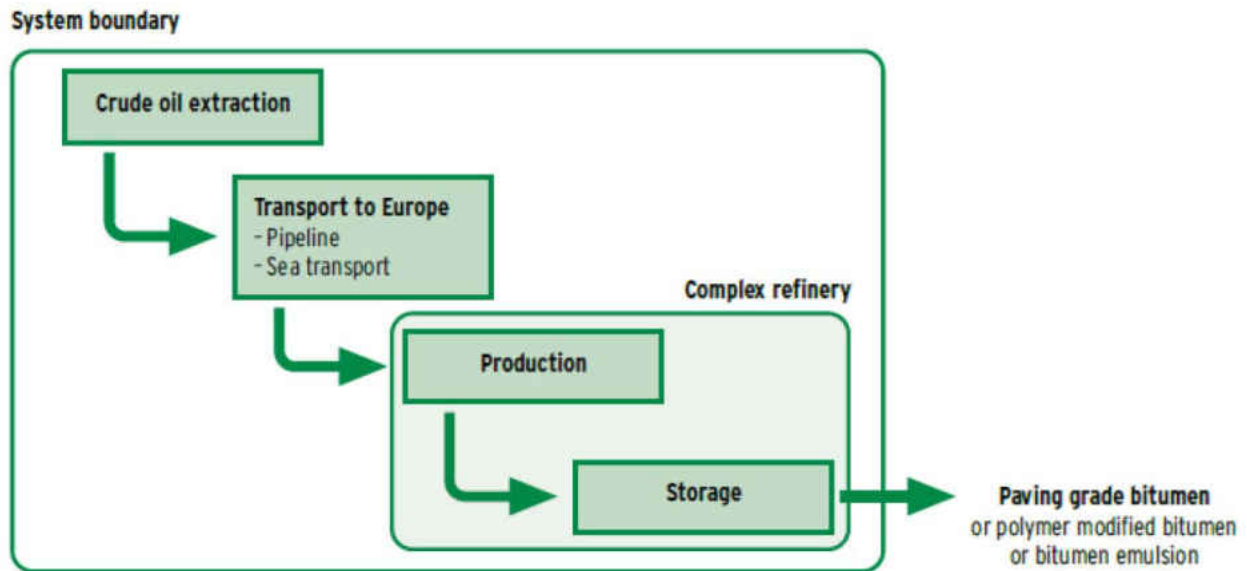 System boundary
Crude oil extraction
Transport to Europe
- Pipeline
- Sea transport
Complex refinery
Production
Storage
Paving grade bitumen
or polymer modified bitumen
or bitumen emulsion